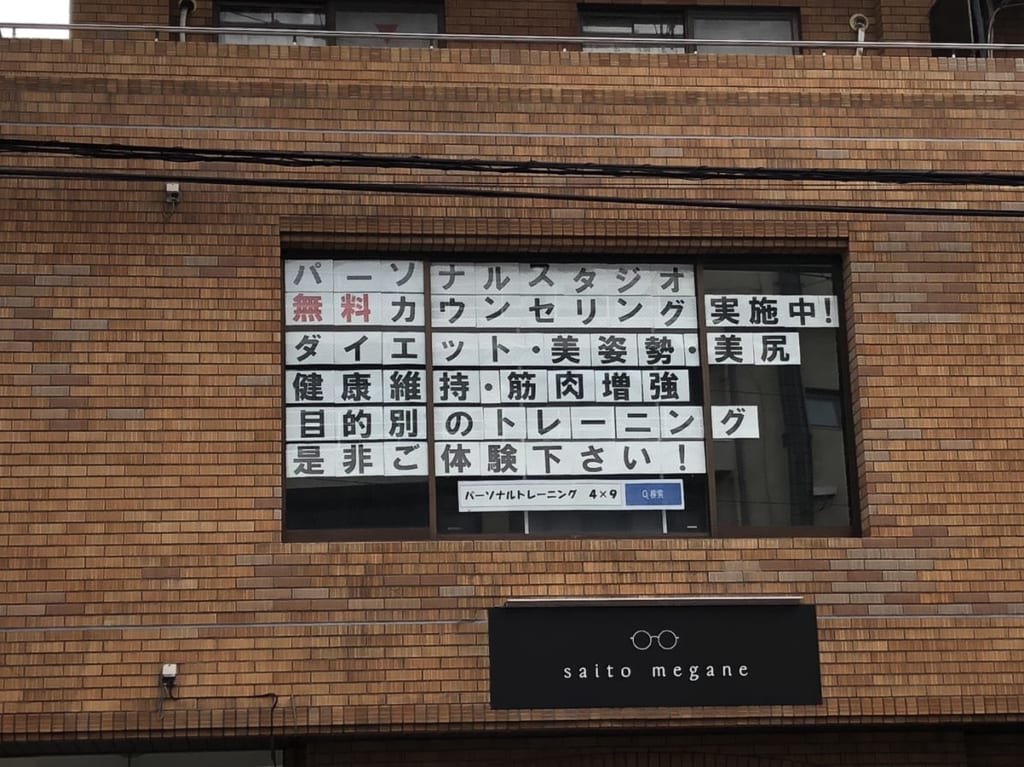 パーソナルスタジオ
無料カウンセリング実施中!
ダイエット・美姿勢・美尻
健康維持・筋肉増強
目的別のトレーニング
是非ご体験下さい!
パーソナルトレーニング 4×9 検索
saito megane